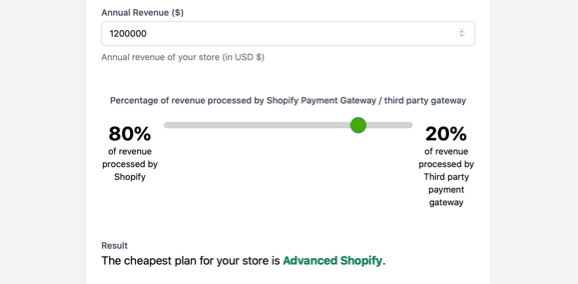 Annual Revenue ($)
1200000
Annual revenue of your store (in USD $)
Percentage of revenue processed by Shopify Payment Gateway / third party gateway
80%
of revenue
processed by
Shopify
20%
of revenue
processed by
Third party
payment
gateway
Result
The cheapest plan for your store is Advanced Shopify.